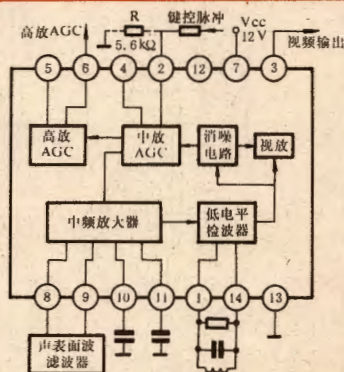 高放AGC
R
5.6kΩ
键控脉冲
Vcc
12V
视频输出
5
6
4
2
12
7
3
高放
AGC
中放
AGC
消噪
电路
视放
中频放大器
低电平
检波器
8
9
10
11
1
14
13
声表面波
滤波器